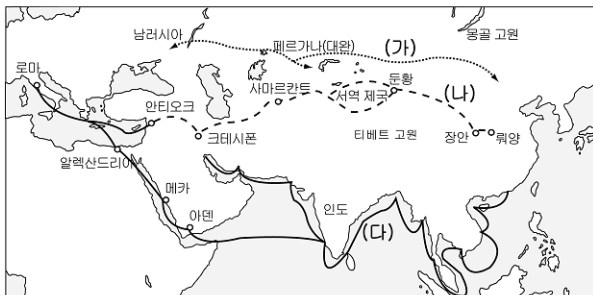 남러시아
몽골 고원
페르가나(대완)
(가)
로마
사마르칸트
둔황
서역 제국
(나)
안티오크
크테시폰
티베트 고원
장안
뤄양
알렉산드리아
메카
아덴
인도
(다)